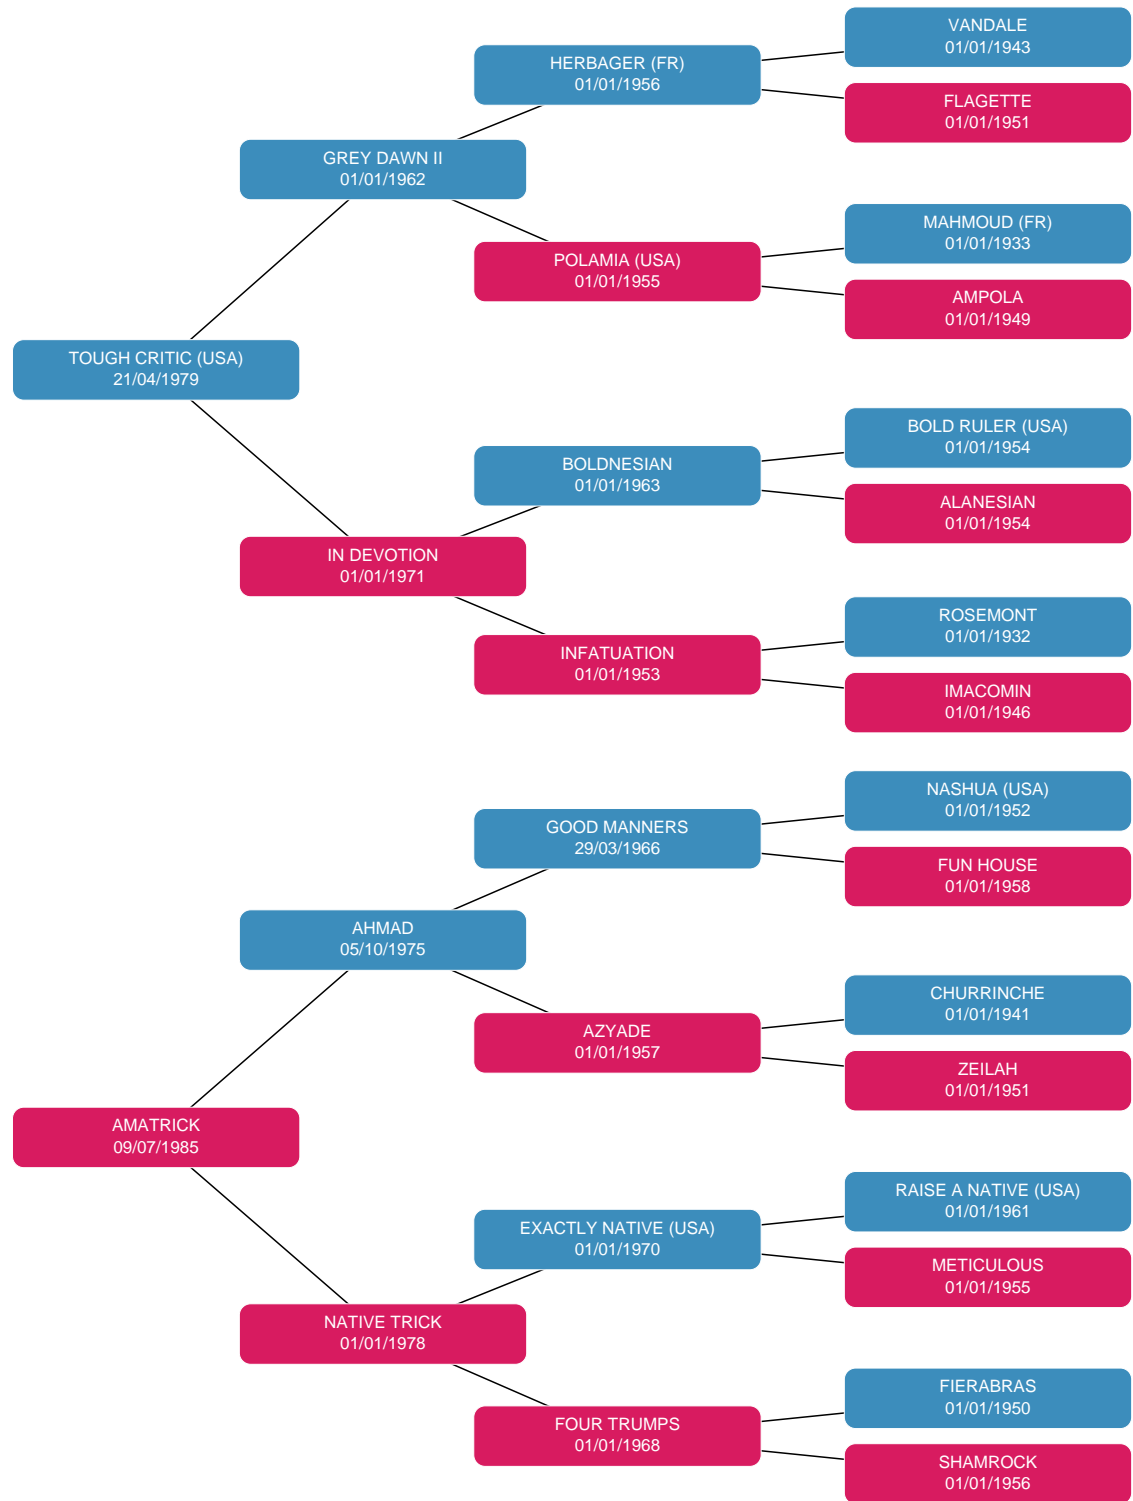 VANDALE
01/01/1943
HERBAGER (FR)
01/01/1956
FLAGETTE
01/01/1951
GREY DAWN II
01/01/1962
MAHMOUD (FR)
01/01/1933
POLAMIA (USA)
01/01/1955
AMPOLA
01/01/1949
TOUGH CRITIC (USA)
21/04/1979
BOLD RULER (USA)
01/01/1954
BOLDNESIAN
01/01/1963
ALANESIAN
01/01/1954
IN DEVOTION
01/01/1971
ROSEMONT
01/01/1932
INFATUATION
01/01/1953
IMACOMIN
01/01/1946
NASHUA (USA)
01/01/1952
GOOD MANNERS
29/03/1966
FUN HOUSE
01/01/1958
AHMAD
05/10/1975
CHURRINCHE
01/01/1941
AZYADE
01/01/1957
ZEILAH
01/01/1951
AMATRICK
09/07/1985
RAISE A NATIVE (USA)
01/01/1961
EXACTLY NATIVE (USA)
01/01/1970
METICULOUS
01/01/1955
NATIVE TRICK
01/01/1978
FIERABRAS
01/01/1950
FOUR TRUMPS
01/01/1968
SHAMROCK
01/01/1956